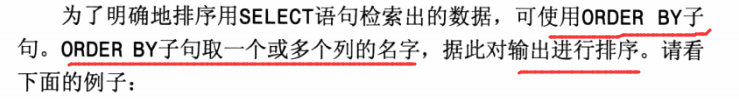 为了明确地排序用SELECT语句检索出的数据，可使用ORDER BY子
句。ORDER BY子句取一个或多个列的名字，据此对输出进行排序。请看
下面的例子：